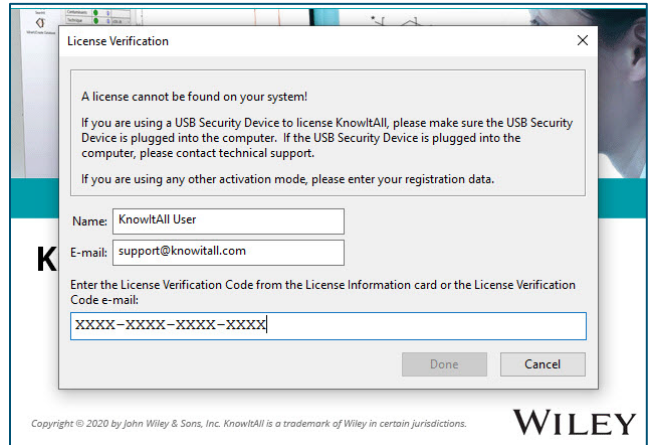 License Verification
A license cannot be found on your system!
If you are using a USB Security Device to license KnowItAll, please make sure the USB Security
Device is plugged into the computer. If the USB Security Device is plugged into the
computer, please contact technical support.
If you are using any other activation mode, please enter your registration data.
Name: KnowItAll User
E-mail: support@knowitall.com
K
Enter the License Verification Code from the License Information card or the License Verification
Code e-mail:
XXXX-XXXX-XXXX-XXXX
Done Cancel
Copyright © 2020 by John Wiley & Sons, Inc. KnowItAll is a trademark of Wiley in certain jurisdictions.
WILEY